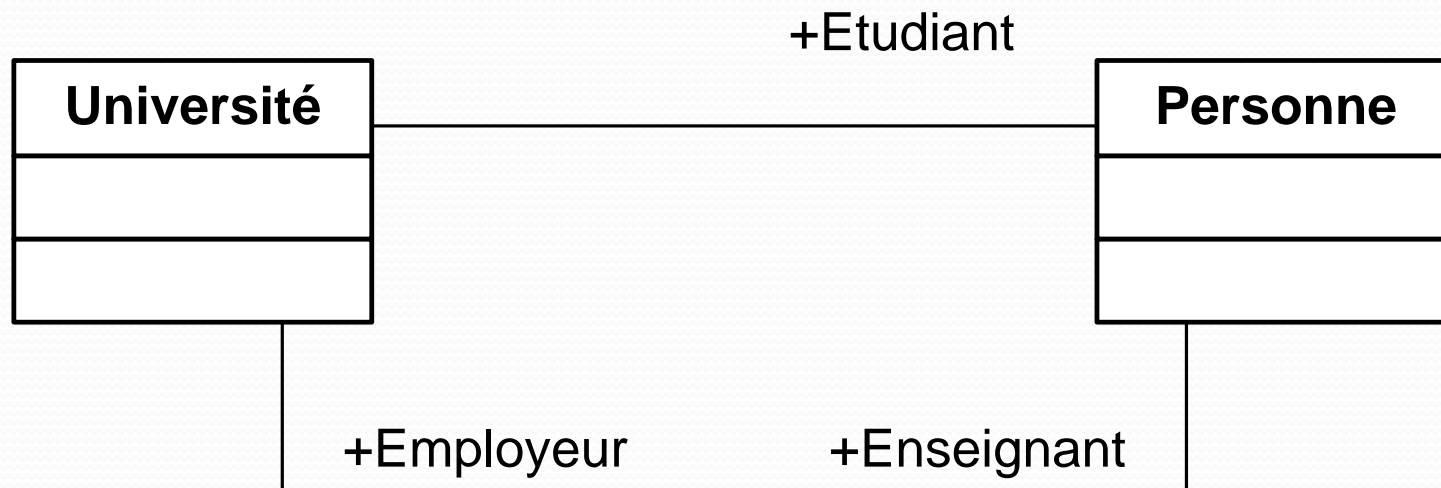 +Etudiant
Université
Personne
+Employeur
+Enseignant